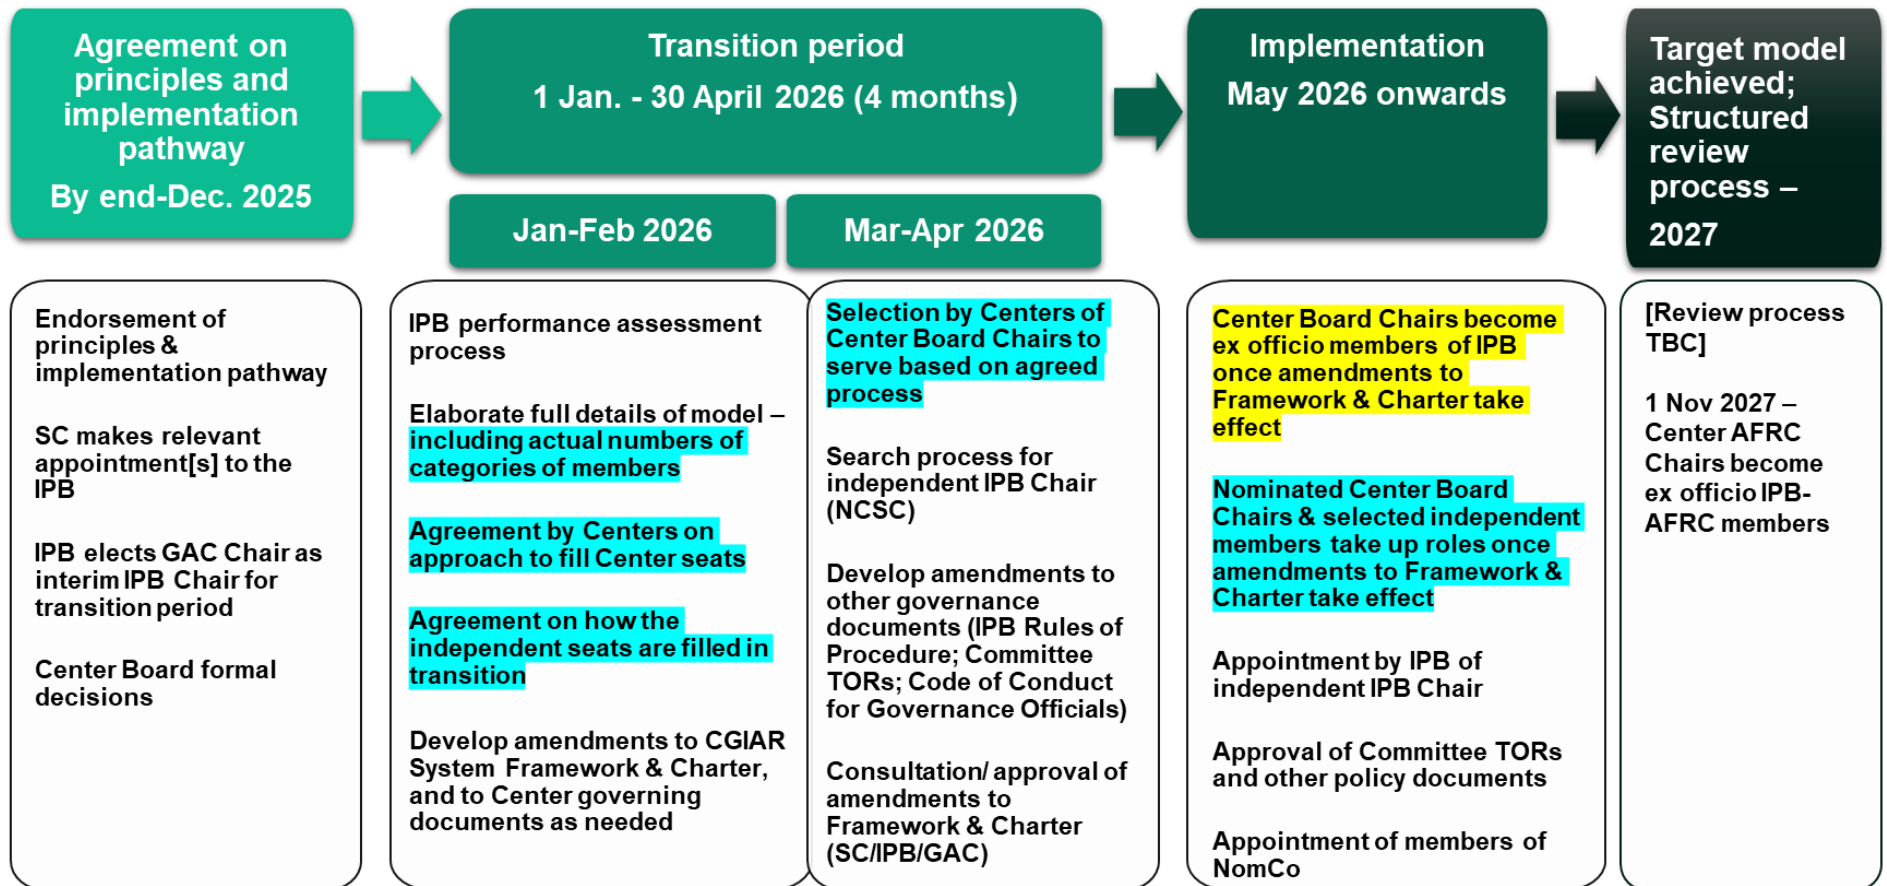 Agreement on
principles and
implementation
pathway
By end-Dec. 2025
Transition period
1 Jan. - 30 April 2026 (4 months)
Jan-Feb 2026
Mar-Apr 2026
Implementation
May 2026 onwards
Target model
achieved;
Structured
review
process –
2027
Endorsement of
principles &
implementation pathway
SC makes relevant
appointment[s] to the
IPB
IPB elects GAC Chair as
interim IPB Chair for
transition period
Center Board formal
decisions
IPB performance assessment
process
Elaborate full details of model –
including actual numbers of
categories of members
Agreement by Centers on
approach to fill Center seats
Agreement on how the
independent seats are filled in
transition
Develop amendments to CGIAR
System Framework & Charter,
and to Center governing
documents as needed
Selection by Centers of
Center Board Chairs to
serve based on agreed
process
Search process for
independent IPB Chair
(NCSC)
Develop amendments to
other governance
documents (IPB Rules of
Procedure; Committee
TORs; Code of Conduct
for Governance Officials)
Consultation/ approval of
amendments to
Framework & Charter
(SC/IPB/GAC)
Center Board Chairs become
ex officio members of IPB
once amendments to
Framework & Charter take
effect
Nominated Center Board
Chairs & selected independent
members take up roles once
amendments to Framework &
Charter take effect
Appointment by IPB of
independent IPB Chair
Approval of Committee TORs
and other policy documents
Appointment of members of
NomCo
[Review process
TBC]
1 Nov 2027 –
Center AFRC
Chairs become
ex officio IPB-
AFRC members